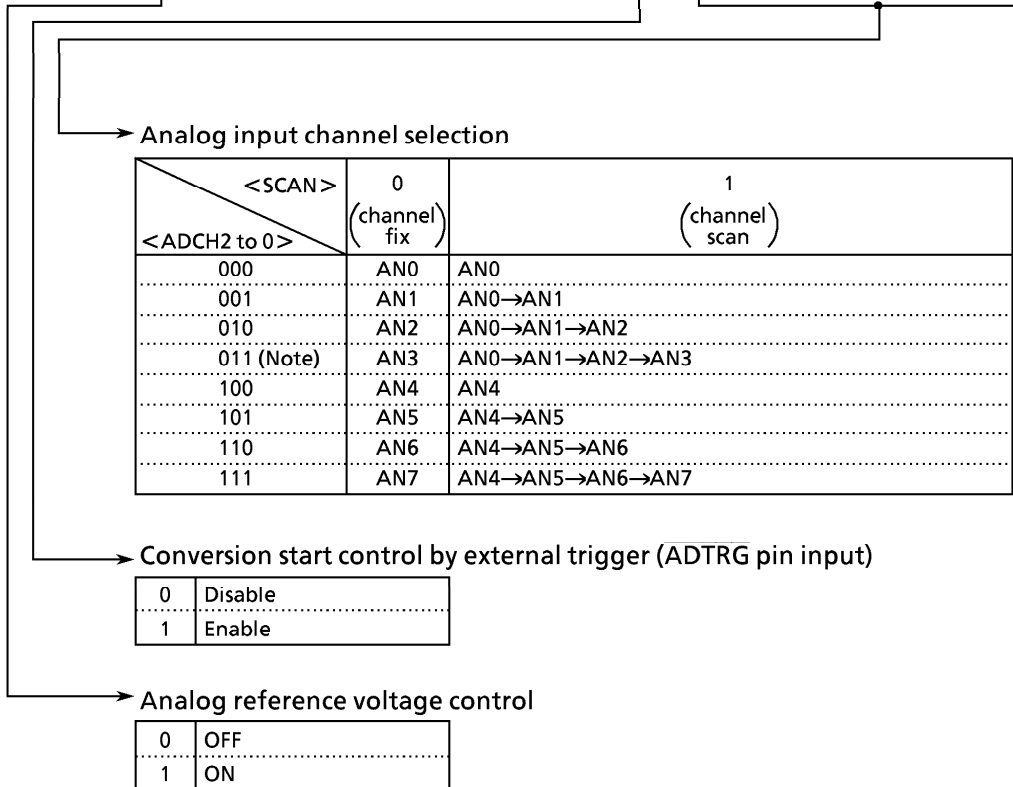 Analog input channel selection
<SCAN> 0 1
(channel fix) (channel scan)
<ADCH2 to 0>
000 AN0 AN0
001 AN1 AN0→AN1
010 AN2 AN0→AN1→AN2
011 (Note) AN3 AN0→AN1→AN2→AN3
100 AN4 AN4
101 AN5 AN4→AN5
110 AN6 AN4→AN5→AN6
111 AN7 AN4→AN5→AN6→AN7
Conversion start control by external trigger (ADTRG pin input)
0 Disable
1 Enable
Analog reference voltage control
0 OFF
1 ON